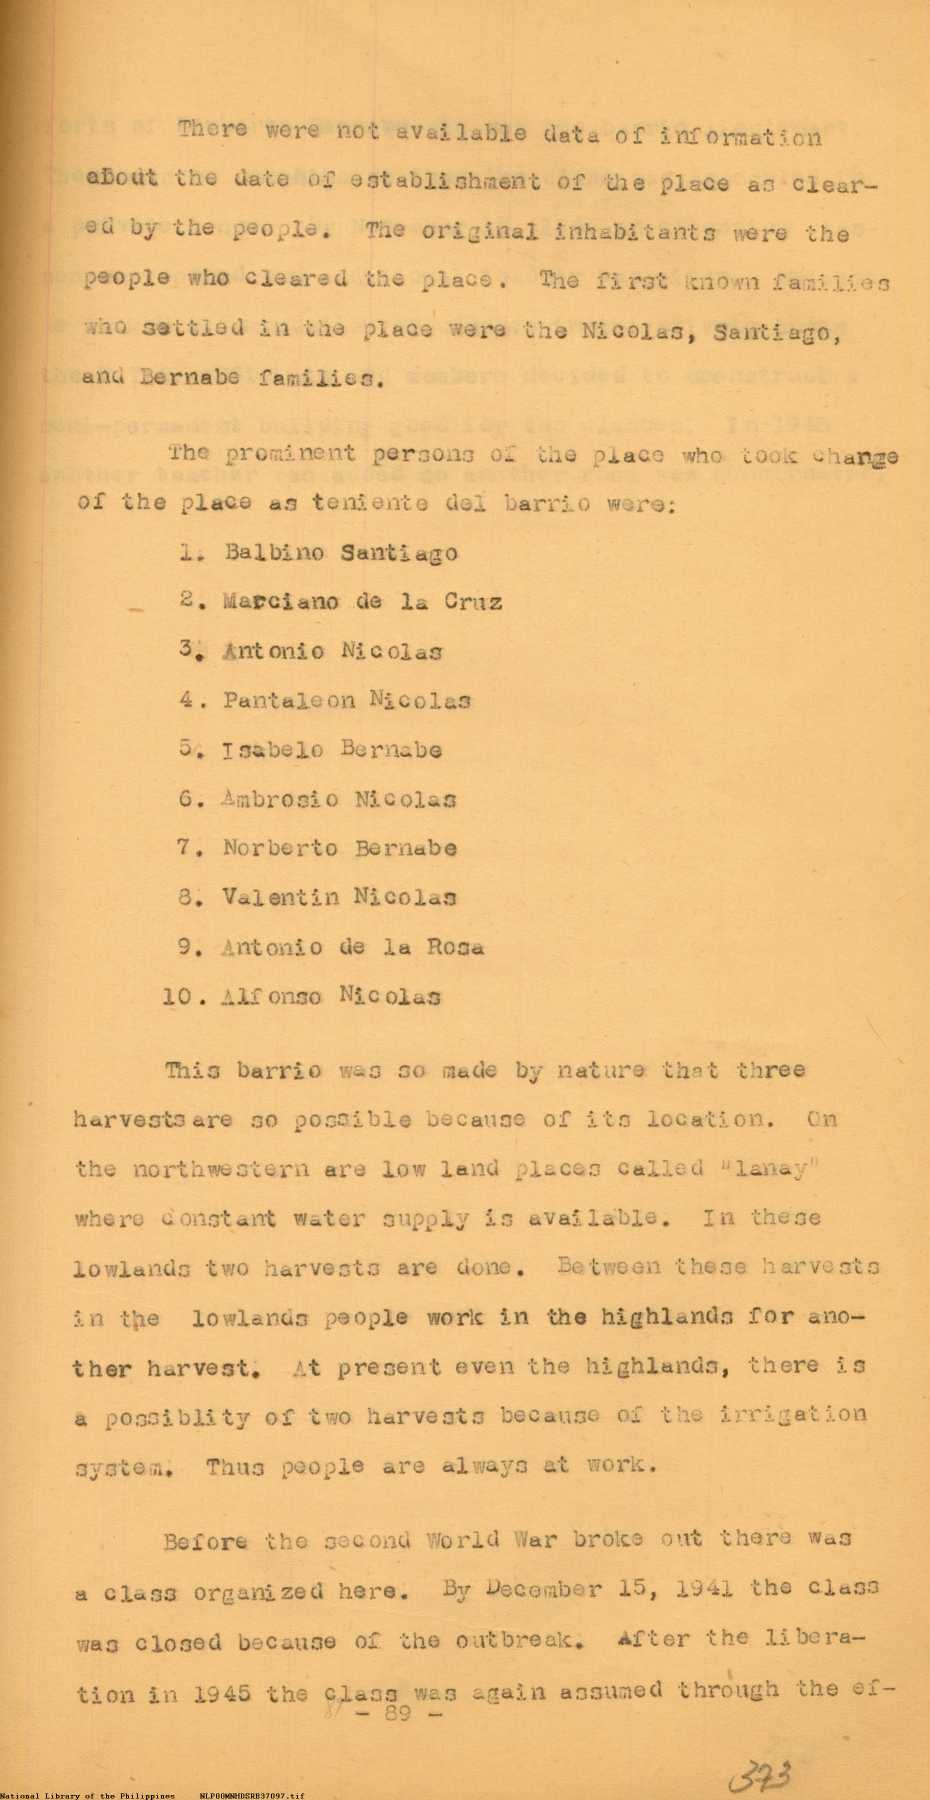 There were not available data of information
about the date of establishment of the place as clear-
ed by the people. The original inhabitants were the
people who cleared the place. The first known families
who settled in the place were the Nicolas, Santiago,
and Bernabe families.
The prominent persons of the place who took change
of the place as teniente del barrio were:
1. Balbino Santiago
2. Marciano de la Cruz
3. Antonio Nicolas
4. Pantaleon Nicolas
5. Isabelo Bernabe
6. Ambrosio Nicolas
7. Norberto Bernabe
8. Valentin Nicolas
9. Antonio de la Rosa
10. Alfonso Nicolas
This barrio was so made by nature that three
harvests are so possible because of its location. On
the northwestern are low land places called "lanay"
where constant water supply is available. In these
lowlands two harvests are done. Between these harvests
in the lowlands people work in the highlands for ano-
ther harvest. At present even the highlands, there is
a possiblity of two harvests because of the irrigation
system. Thus people are always at work.
Before the second World War broke out there was
a class organized here. By December 15, 1941 the class
was closed because of the outbreak. After the libera-
tion in 1945 the class was again assumed through the ef-
- 89 -
373
National Library of the Philippines NLP00MNHDSRB37097.tif